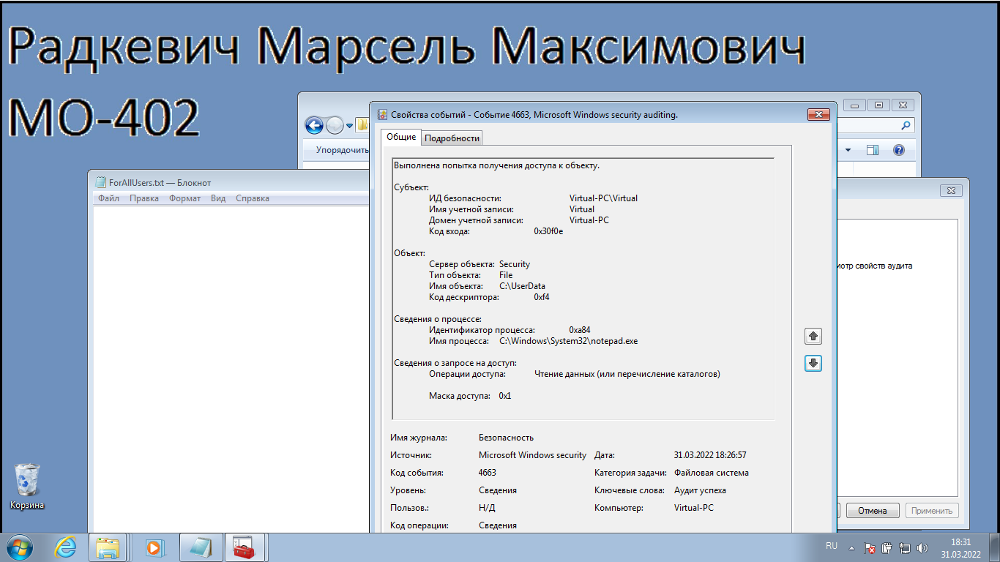 Радкевич Марсель Максимович
МО-402
Упорядочить
ForAllUsers.txt — Блокнот
Файл Правка Формат Вид Справка
Свойства событий - Событие 4663, Microsoft Windows security auditing.
Общие Подробности
Выполнена попытка получения доступа к объекту.
Субъект:
ИД безопасности: Virtual-PC\Virtual
Имя учетной записи: Virtual
Домен учетной записи: Virtual-PC
Код входа: 0x30f0e
Объект:
Сервер объекта: Security
Тип объекта: File
Имя объекта: C:\UserData
Код дескриптора: 0xf4
Сведения о процессе:
Идентификатор процесса: 0xa84
Имя процесса: C:\Windows\System32\notepad.exe
Сведения о запросе на доступ:
Операции доступа: Чтение данных (или перечисление каталогов)
Маска доступа: 0x1
Имя журнала: Безопасность
Источник: Microsoft Windows security Дата: 31.03.2022 18:26:57
Код события: 4663 Категория задачи: Файловая система
Уровень: Сведения Ключевые слова: Аудит успеха
Пользов.: Н/Д Компьютер: Virtual-PC
Код операции: Сведения
свойств аудита
Отмена Применить
Корзина
RU
18:31
31.03.2022